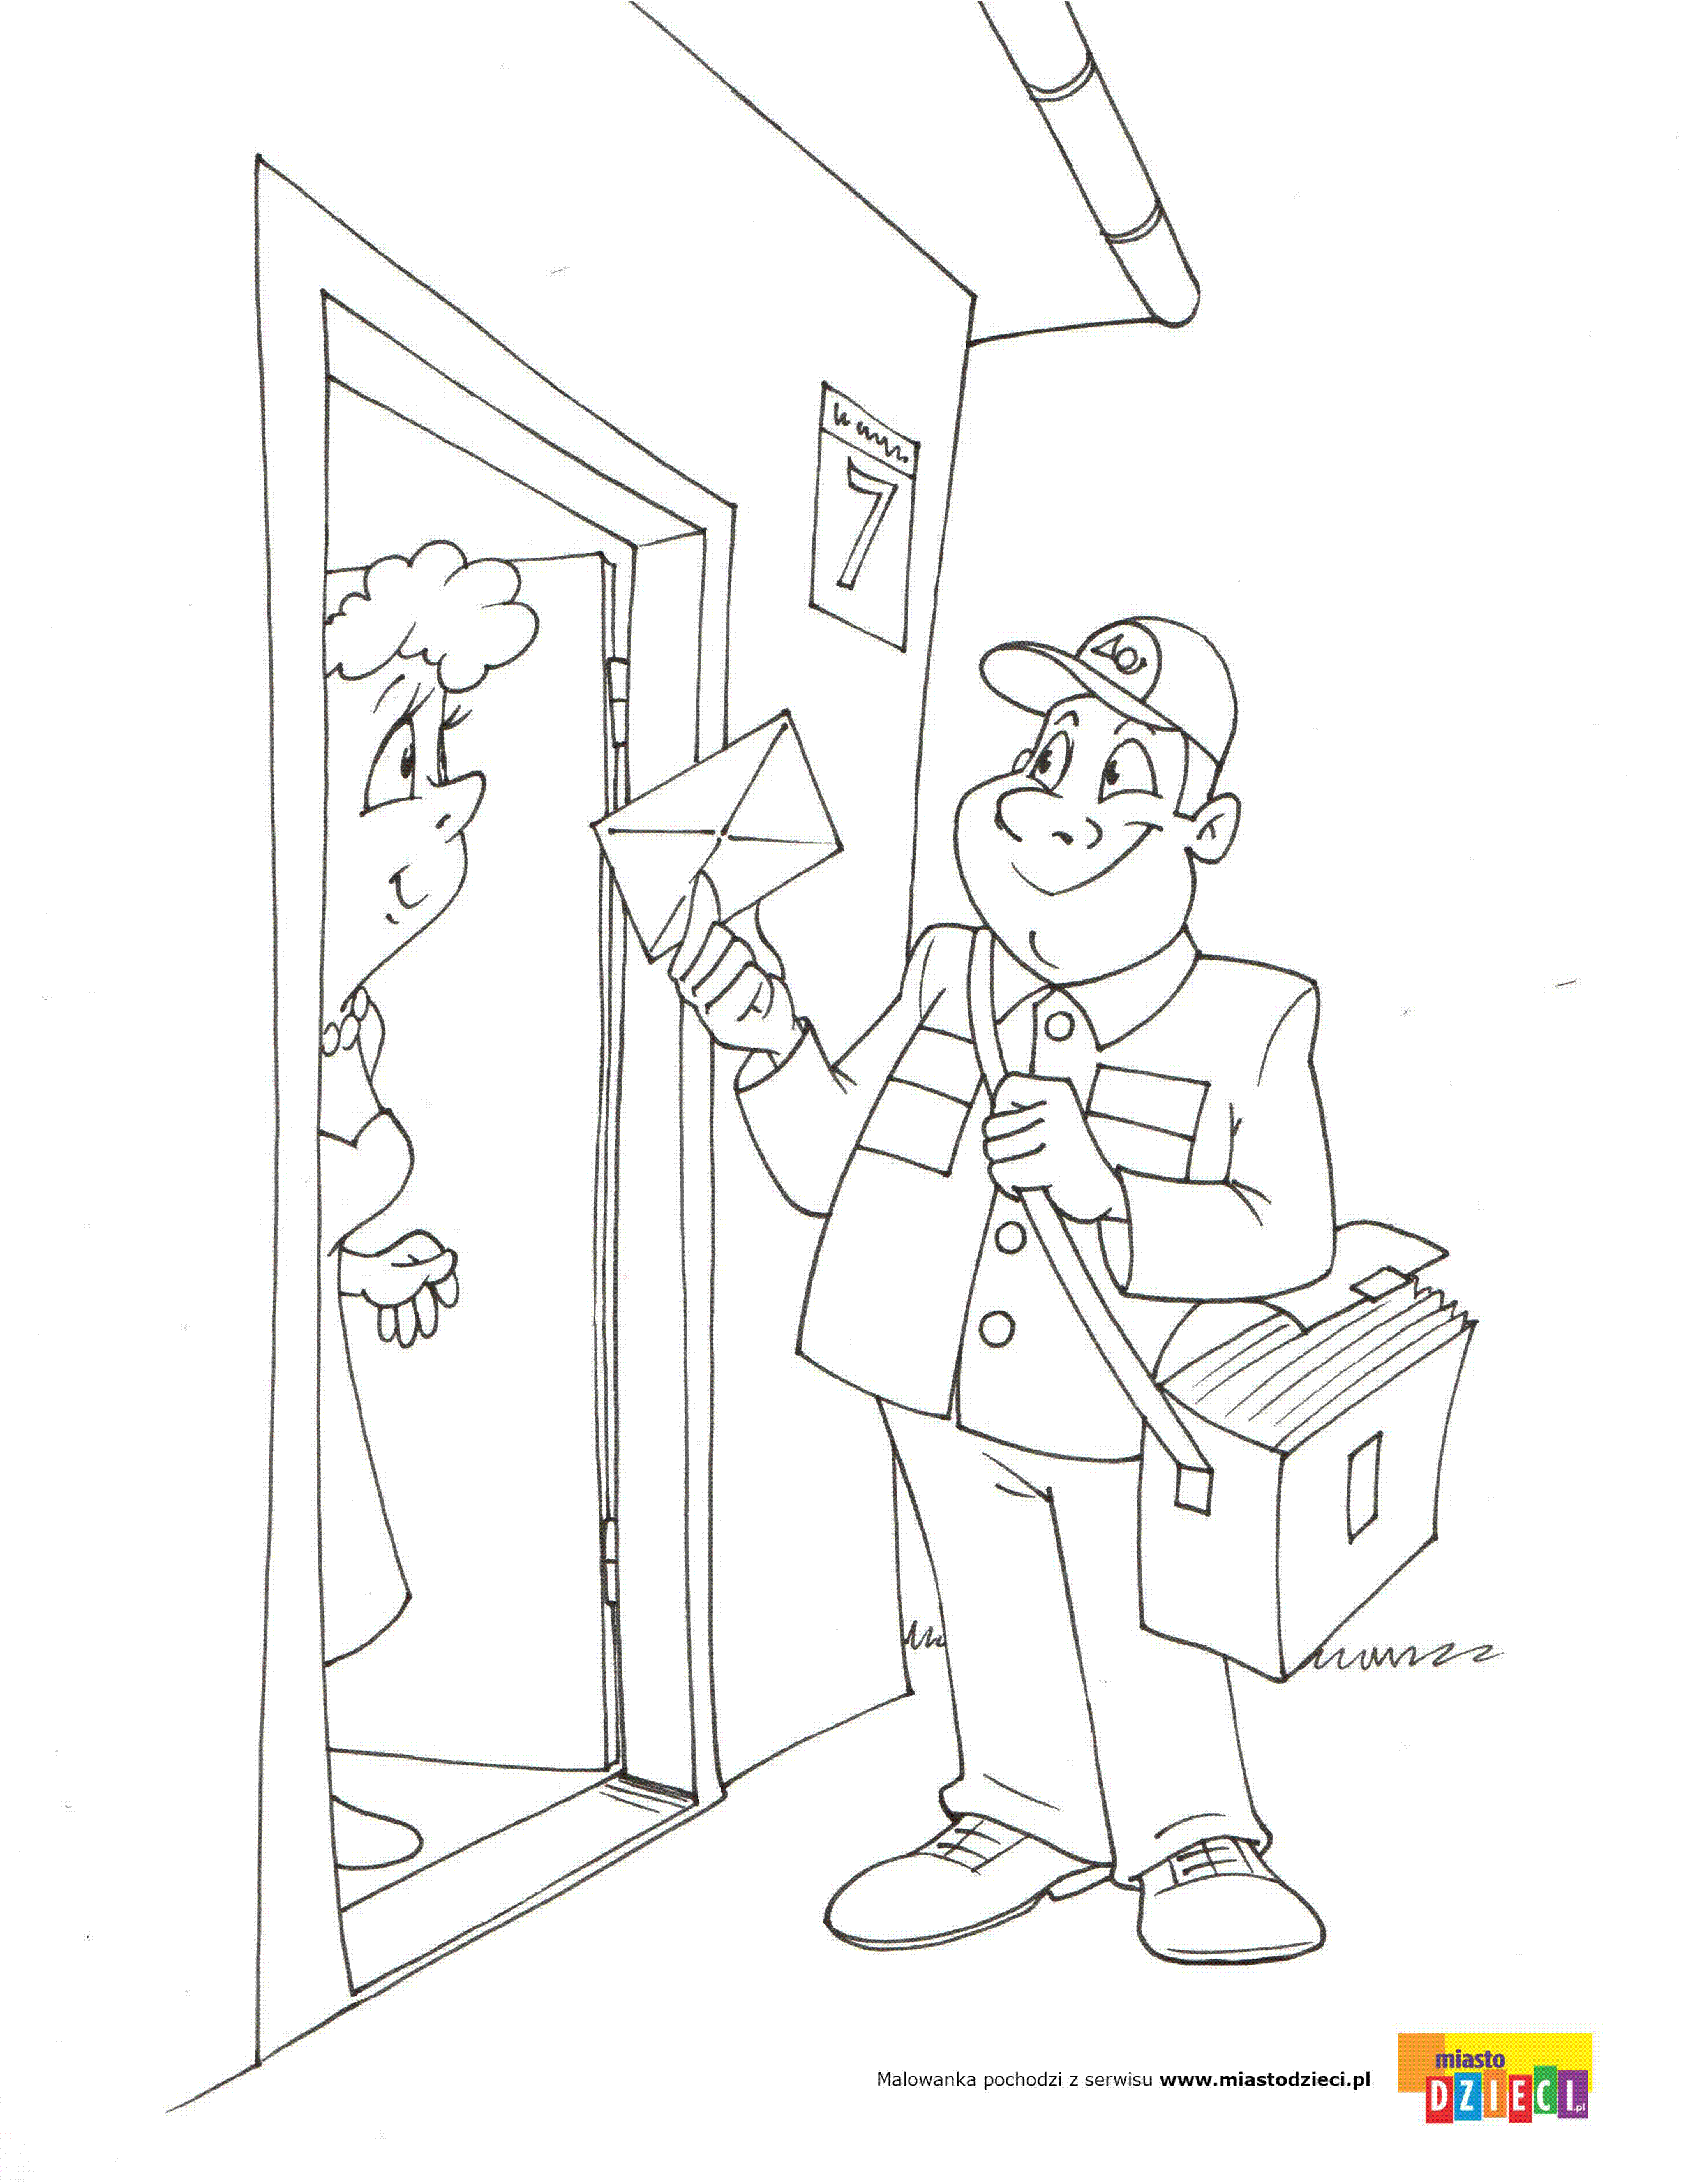 7
Malowanka pochodzi z serwisu www.miastodzieci.pl
miasto
DZIECI.pl